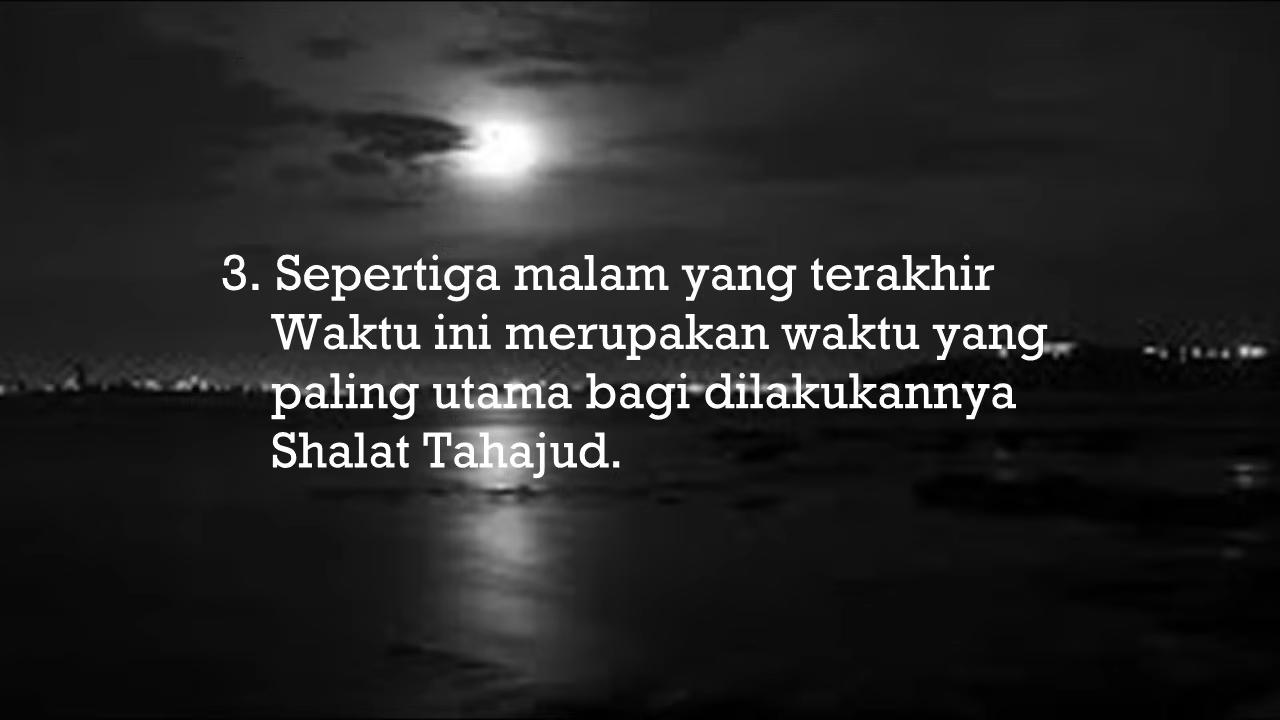 3. Sepertiga malam yang terakhir
Waktu ini merupakan waktu yang
paling utama bagi dilakukannya
Shalat Tahajud.